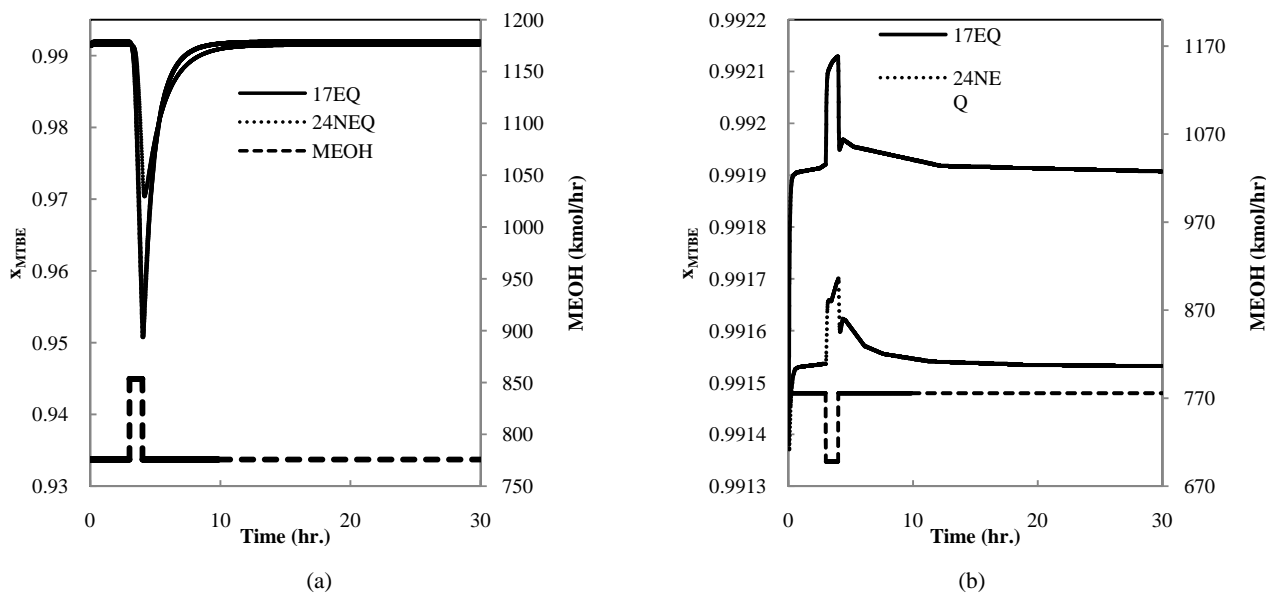 0.99
0.98
0.97
0.96
0.95
0.94
0.93
xMTBE
17EQ
24NEQ
MEOH
1200
1150
1100
1050
1000
950
900
850
800
750
MEOH (kmol/hr)
0
10
20
30
Time (hr.)
(a)
0.9922
0.9921
0.992
0.9919
0.9918
0.9917
0.9916
0.9915
0.9914
0.9913
xMTBE
17EQ
24NE
Q
1170
1070
970
870
770
670
MEOH (kmol/hr)
0
10
20
30
Time (hr.)
(b)